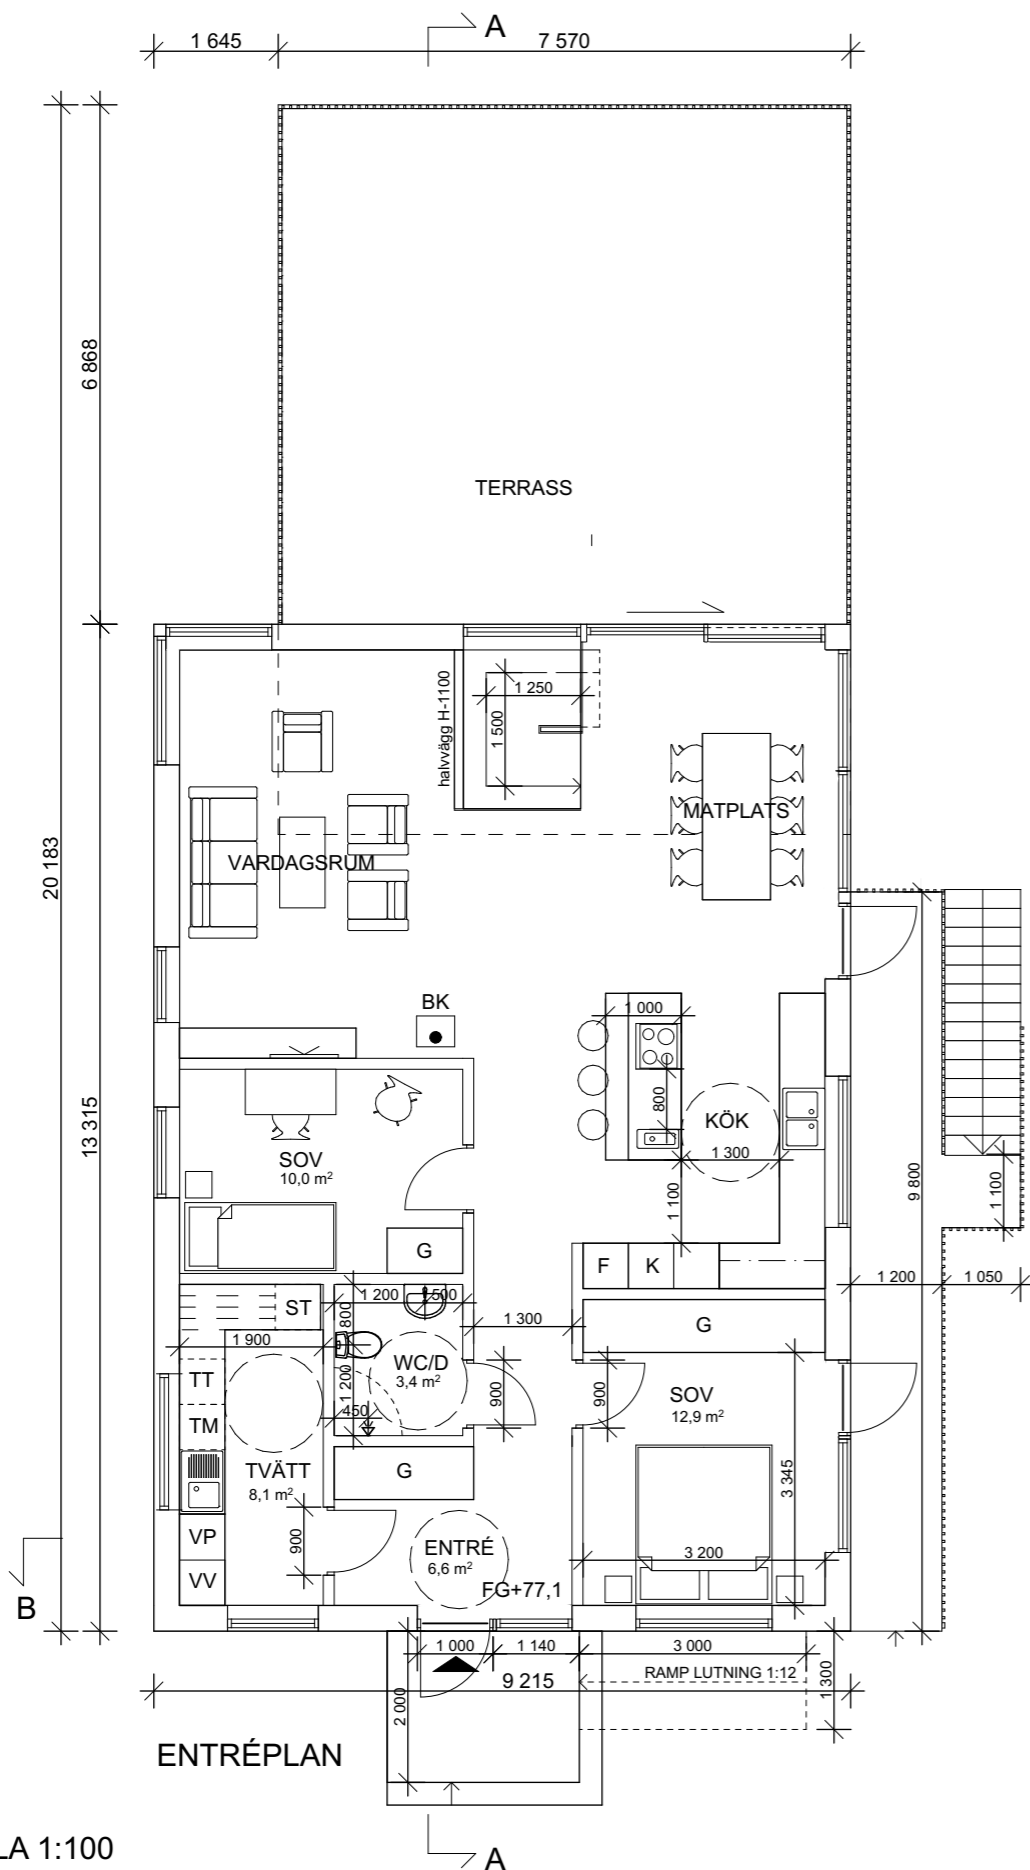 A
1 645
7 570
6 868
TERRASS
20 183
13 315
halvvägg H-1100
1 250
1 500
MATPLATS
VARDAGSRUM
BK
1 000
800
KÖK
1 300
1 100
SOV
10,0 m²
G
F
K
9 800
1 100
1 200
1 050
ST
1 200
500
800
1 900
1 300
G
WC/D
3,4 m²
1 200
450
900
900
SOV
12,9 m²
3 345
TT
TM
TVÄTT
8,1 m²
G
VP
VV
900
ENTRÉ
6,6 m²
FG+77,1
3 200
B
1 000
1 140
3 000
RAMP LUTNING 1:12
1 300
9 215
2 000
ENTRÉPLAN
LA 1:100
A